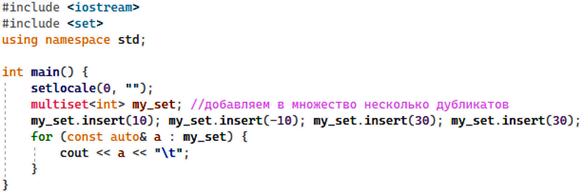 #include <iostream>
#include <set>
using namespace std;
int main() {
setlocale(0, "");
multiset<int> my_set; //добавляем в множество несколько дубликатов
my_set.insert(10); my_set.insert(-10); my_set.insert(30); my_set.insert(30);
for (const auto& a : my_set) {
cout << a << "\t";
}
}